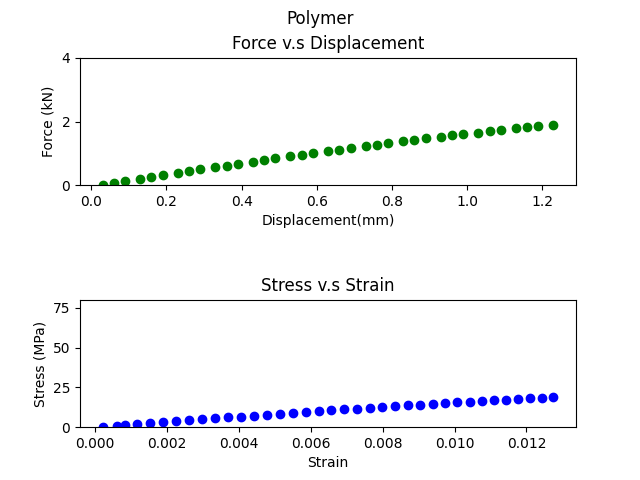 Polymer
Force v.s Displacement
Force (kN)
4
2
0
0.0 0.2 0.4 0.6 0.8 1.0 1.2
Displacement(mm)
Stress v.s Strain
Stress (MPa)
75
50
25
0
0.000 0.002 0.004 0.006 0.008 0.010 0.012
Strain